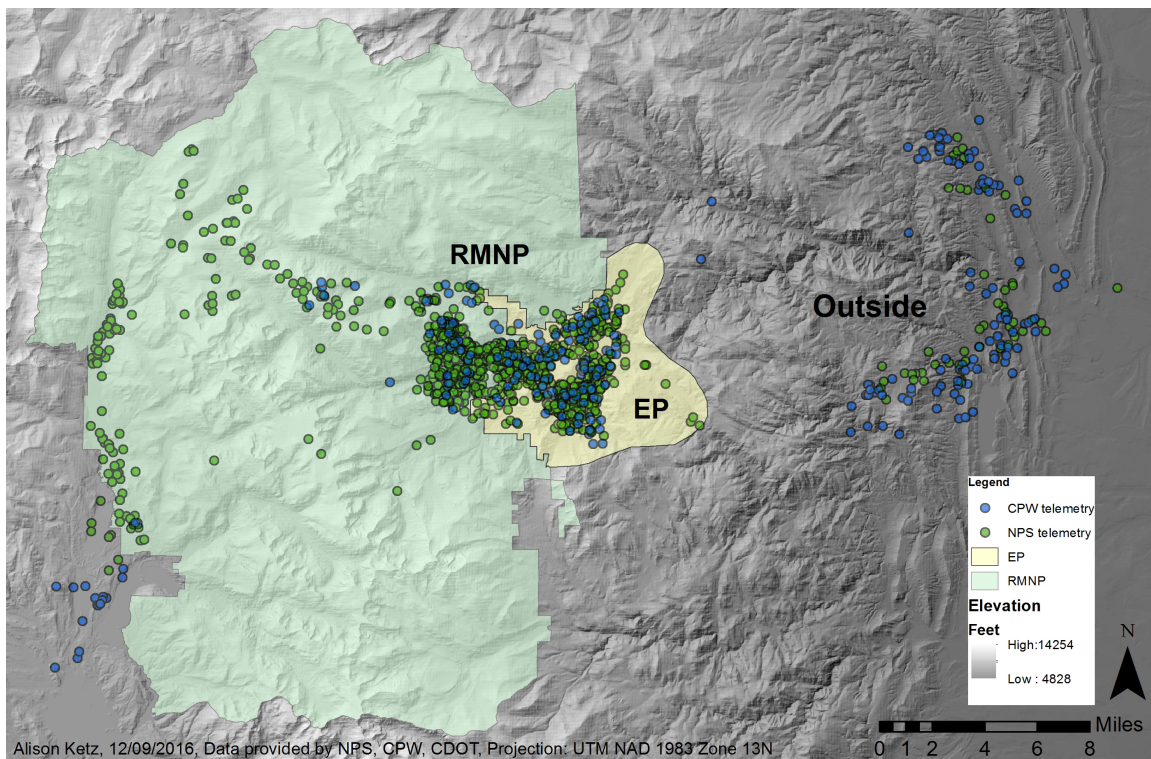 RMNP
Outside
EP
Legend
CPW telemetry
NPS telemetry
EP
RMNP
Elevation
Feet
High:14254
Low : 4828
N
Miles
0 1 2 4 6 8
Alison Ketz, 12/09/2016, Data provided by NPS, CPW, CDOT, Projection: UTM NAD 1983 Zone 13N